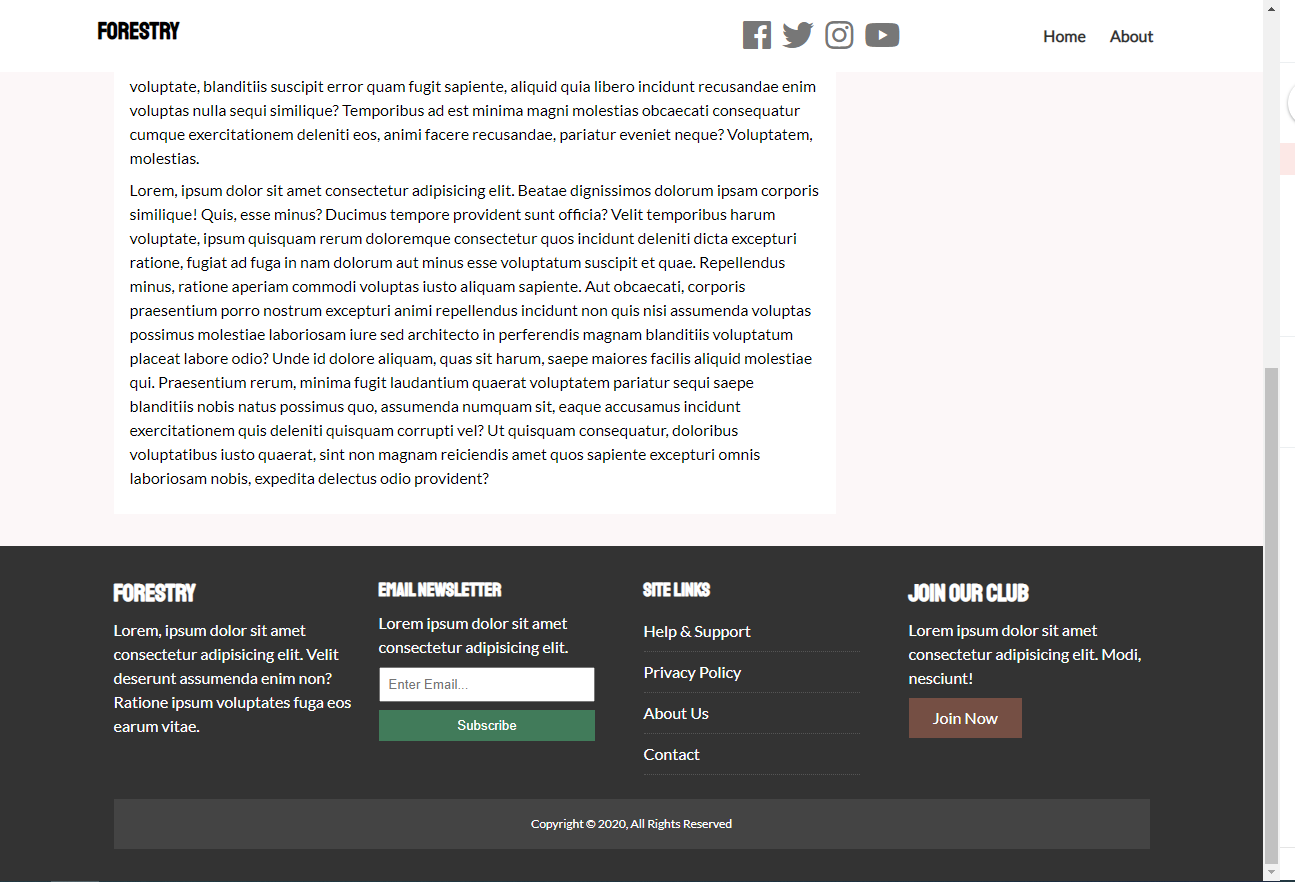 FORESTRY
Home About
voluptate, blanditiis suscipit error quam fugit sapiente, aliquid quia libero incidunt recusandae enim
voluptas nulla sequi similique? Temporibus ad est minima magni molestias obcaecati consequatur
cumque exercitationem deleniti eos, animi facere recusandae, pariatur eveniet neque? Voluptatem,
molestias.
Lorem, ipsum dolor sit amet consectetur adipisicing elit. Beatae dignissimos dolorum ipsam corporis
similique! Quis, esse minus? Ducimus tempore provident sunt officia? Velit temporibus harum
voluptate, ipsum quisquam rerum doloremque consectetur quos incidunt deleniti dicta excepturi
ratione, fugiat ad fuga in nam dolorum aut minus esse voluptatum suscipit et quae. Repellendus
minus, ratione aperiam commodi voluptas iusto aliquam sapiente. Aut obcaecati, corporis
praesentium porro nostrum excepturi animi repellendus incidunt non quis nisi assumenda voluptas
possimus molestiae laboriosam iure sed architecto in perferendis magnam blanditiis voluptatum
placeat labore odio? Unde id dolore aliquam, quas sit harum, saepe maiores facilis aliquid molestiae
qui. Praesentium rerum, minima fugit laudantium quaerat voluptatem pariatur sequi saepe
blanditiis nobis natus possimus quo, assumenda numquam sit, eaque accusamus incidunt
exercitationem quis deleniti quisquam corrupti vel? Ut quisquam consequatur, doloribus
voluptatibus iusto quaerat, sint non magnam reiciendis amet quos sapiente excepturi omnis
laboriosam nobis, expedita delectus odio provident?
FORESTRY
Lorem, ipsum dolor sit amet
consectetur adipisicing elit. Velit
deserunt assumenda enim non?
Ratione ipsum voluptates fuga eos
earum vitae.
EMAIL NEWSLETTER
Lorem ipsum dolor sit amet
consectetur adipisicing elit.
Enter Email...
Subscribe
SITE LINKS
Help & Support
Privacy Policy
About Us
Contact
JOIN OUR CLUB
Lorem ipsum dolor sit amet
consectetur adipisicing elit. Modi,
nesciunt!
Join Now
Copyright © 2020, All Rights Reserved